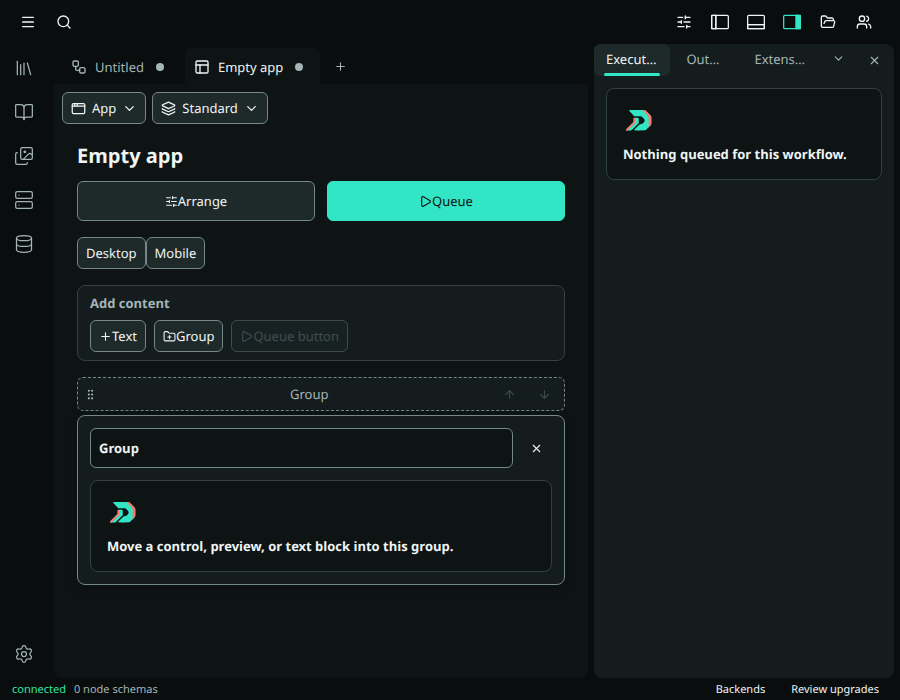 Untitled
Empty app
Execut...
Out...
Extens...
App
Standard
Nothing queued for this workflow.
Empty app
Arrange
Queue
Desktop
Mobile
Add content
Text
Group
Queue button
Group
Group
Move a control, preview, or text block into this group.
connected
0 node schemas
Backends
Review upgrades